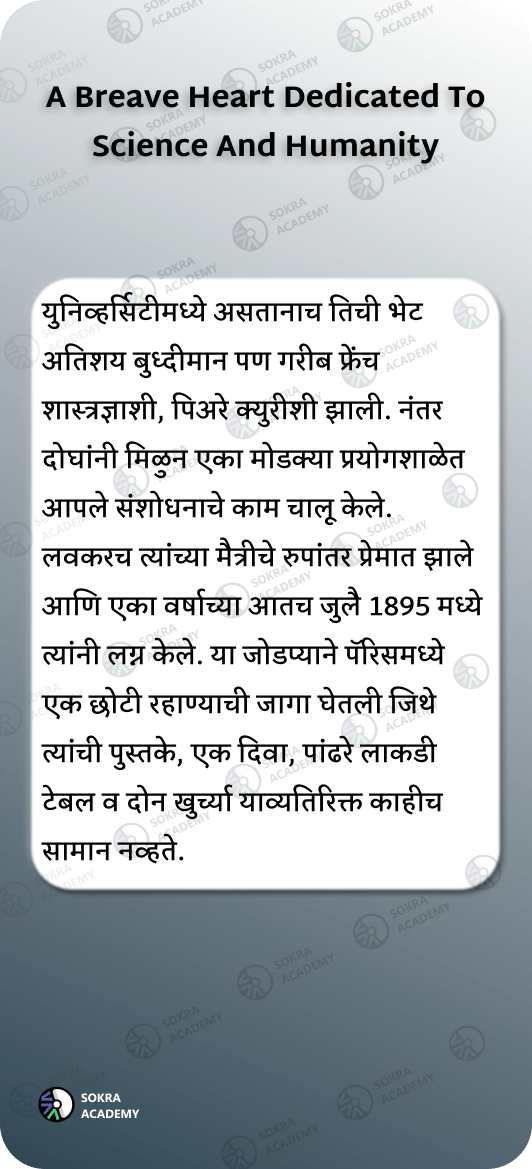 A Breave Heart Dedicated To
Science And Humanity
युनिव्हर्सिटीमध्ये असतानाच तिची भेट
अतिशय बुध्दीमान पण गरीब फ्रेंच
शास्त्रज्ञाशी, पिअरे क्युरीशी झाली. नंतर
दोघांनी मिळुन एका मोडक्या प्रयोगशाळेत
आपले संशोधनाचे काम चालू केले.
लवकरच त्यांच्या मैत्रीचे रुपांतर प्रेमात झाले
आणि एका वर्षाच्या आतच जुलै 1895 मध्ये
त्यांनी लग्न केले. या जोडप्याने पॅरिसमध्ये
एक छोटी रहाण्याची जागा घेतली जिथे
त्यांची पुस्तके, एक दिवा, पांढरे लाकडी
टेबल व दोन खुर्च्या याव्यतिरिक्त काहीच
सामान नव्हते.
SOKRA
ACADEMY